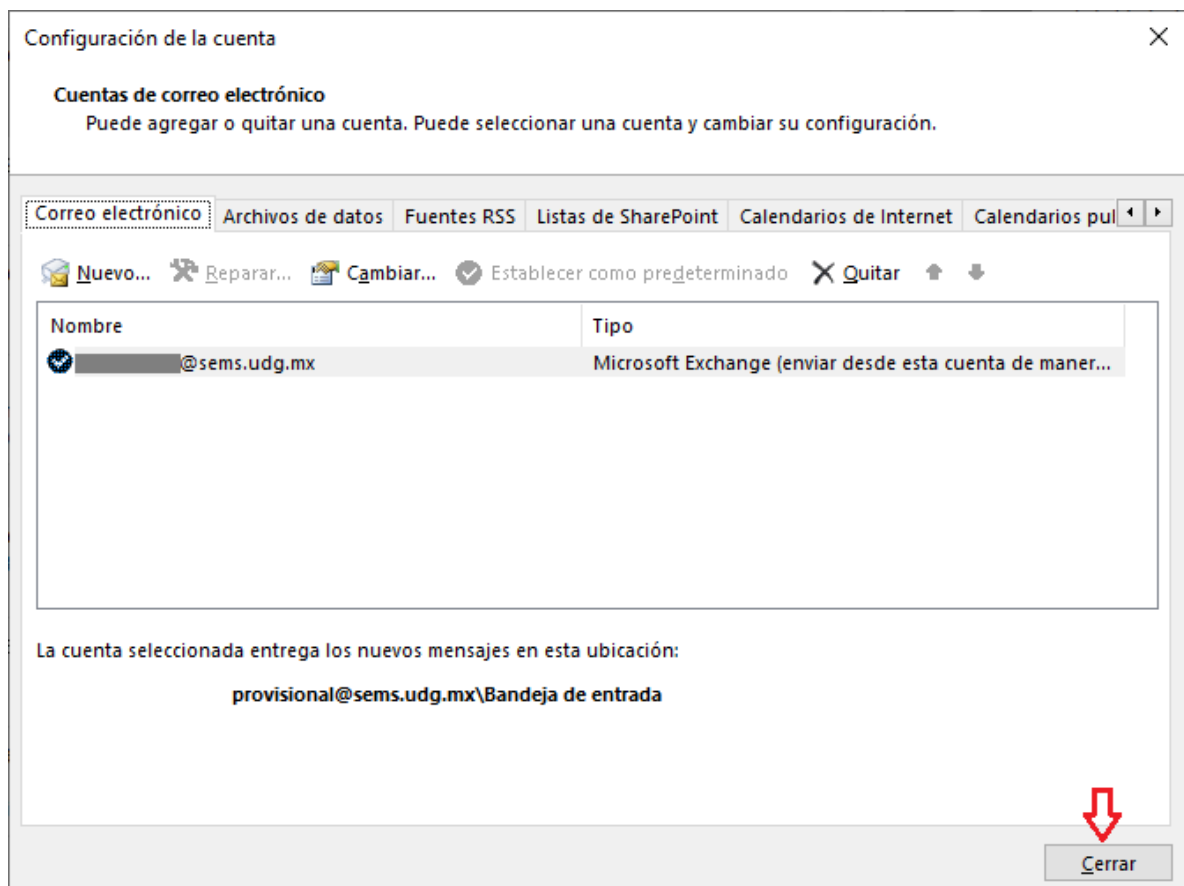 Configuración de la cuenta
Cuentas de correo electrónico
Puede agregar o quitar una cuenta. Puede seleccionar una cuenta y cambiar su configuración.
Correo electrónico Archivos de datos Fuentes RSS Listas de SharePoint Calendarios de Internet Calendarios pul
Nuevo... Reparar... Cambiar... Establecer como predeterminado Quitar
Nombre Tipo
@sems.udg.mx Microsoft Exchange (enviar desde esta cuenta de maner...
La cuenta seleccionada entrega los nuevos mensajes en esta ubicación:
provisional@sems.udg.mx\Bandeja de entrada
Cerrar